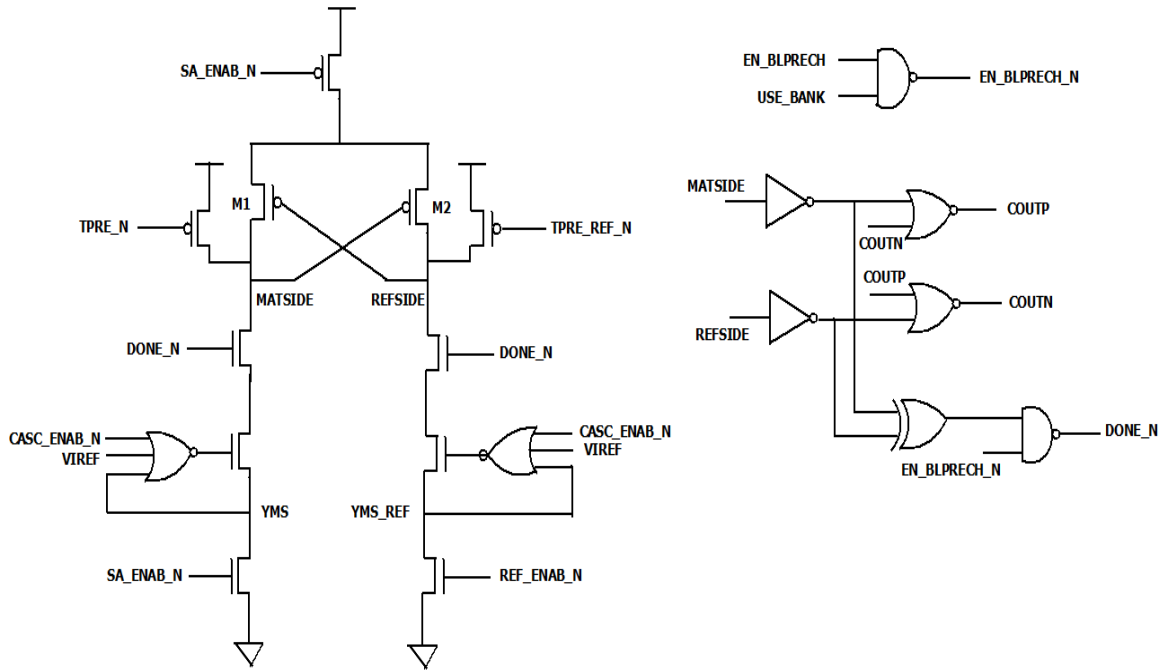 SA_ENAB_N
EN_BLPRECH
EN_BLPRECH_N
USE_BANK
M1
M2
TPRE_N
TPRE_REF_N
MATSIDE
REFSIDE
DONE_N
DONE_N
CASC_ENAB_N
VIREF
CASC_ENAB_N
VIREF
YMS
YMS_REF
SA_ENAB_N
REF_ENAB_N
MATSIDE
COUTP
COUTN
COUTP
COUTN
REFSIDE
DONE_N
EN_BLPRECH_N